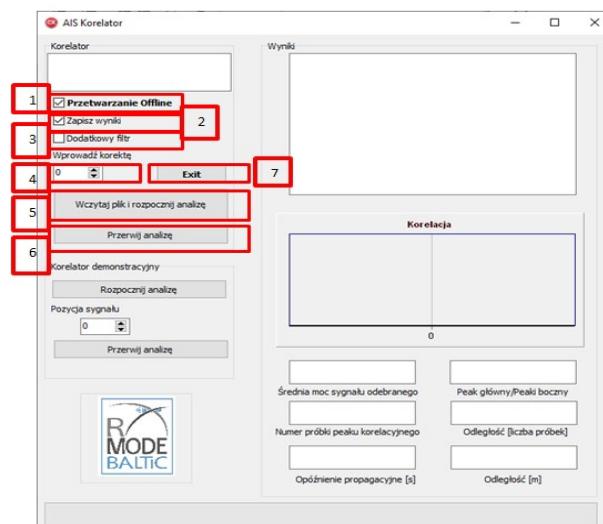 AIS Korelator
Korelator
Wyniki
1
Przetwarzanie Offline
Zapisz wyniki
2
3
Dodatkowy filtr
Wprowadź korektę
4
0
Exit
7
5
Wczytaj plik i rozpocznij analizę
Przerwij analizę
6
Korelacja
0
Korelator demonstracyjny
Rozpocznij analizę
Pozycja sygnału
0
Przerwij analizę
R
MODE
BALTIC
Średnia moc sygnału odebranego
Peak główny/Peaki boczny
Numer próbki peaku korelacyjnego
Odległość [liczba próbek]
Opóźnienie propagacyjne [s]
Odległość [m]